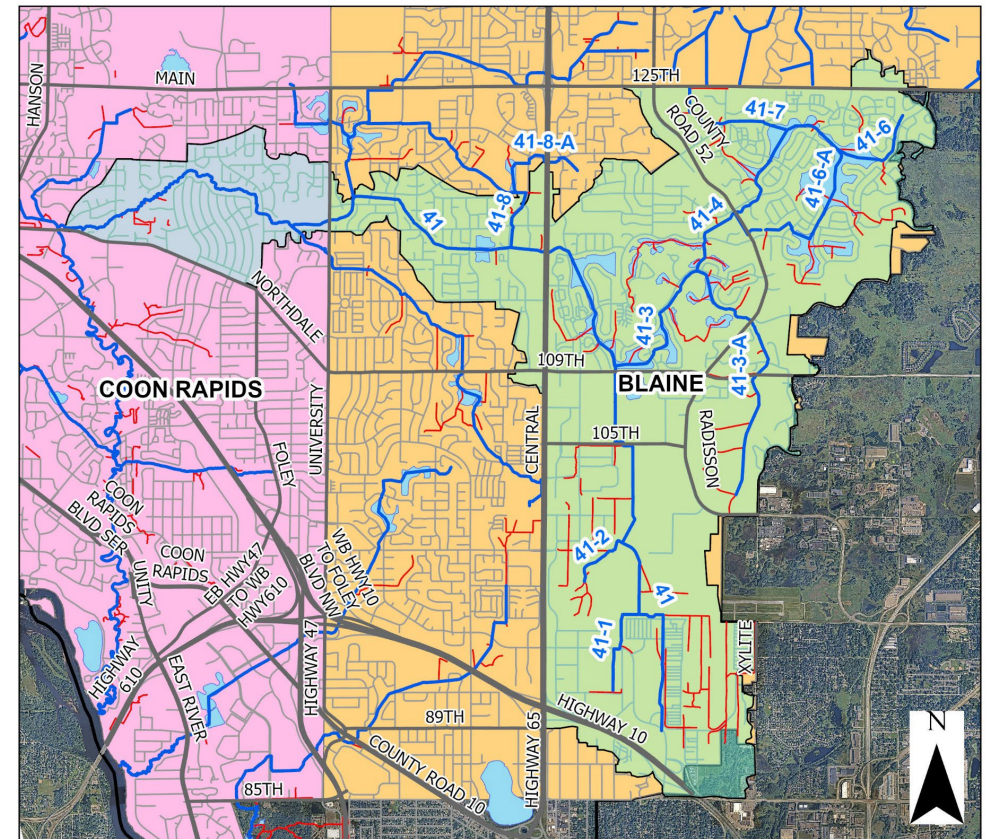 HANSON
MAIN
125TH
COUNTY
ROAD 52
41-7
41-6
41-8-A
41-6-A
41
41-8
41-4
NORTHDALE
41-3
109TH
COON RAPIDS
BLAINE
41-3-A
UNIVERSITY
CENTRAL
105TH
RADISSON
FOLEY
COON
RAPIDS
BLVD SER
UNITY
COON
RAPIDS
EB HWY47
TO WB
HWY610
WB HWY10
TO FOLEY
BLVD NW
41-2
41
41-1
XYLITE
HIGHWAY
610
EAST RIVER
HIGHWAY 47
89TH
HIGHWAY 65
HIGHWAY 10
COUNTY ROAD 10
85TH
N